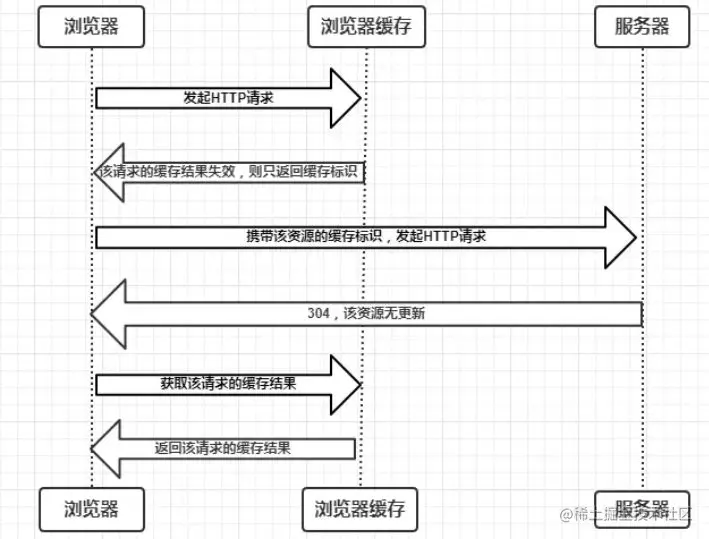 浏览器 浏览器缓存 服务器
发起HTTP请求
该请求的缓存结果失效，则只返回缓存标识
携带该资源的缓存标识，发起HTTP请求
304，该资源无更新
获取该请求的缓存结果
返回该请求的缓存结果
浏览器 浏览器缓存 服务器
@稀土掘金技术社区